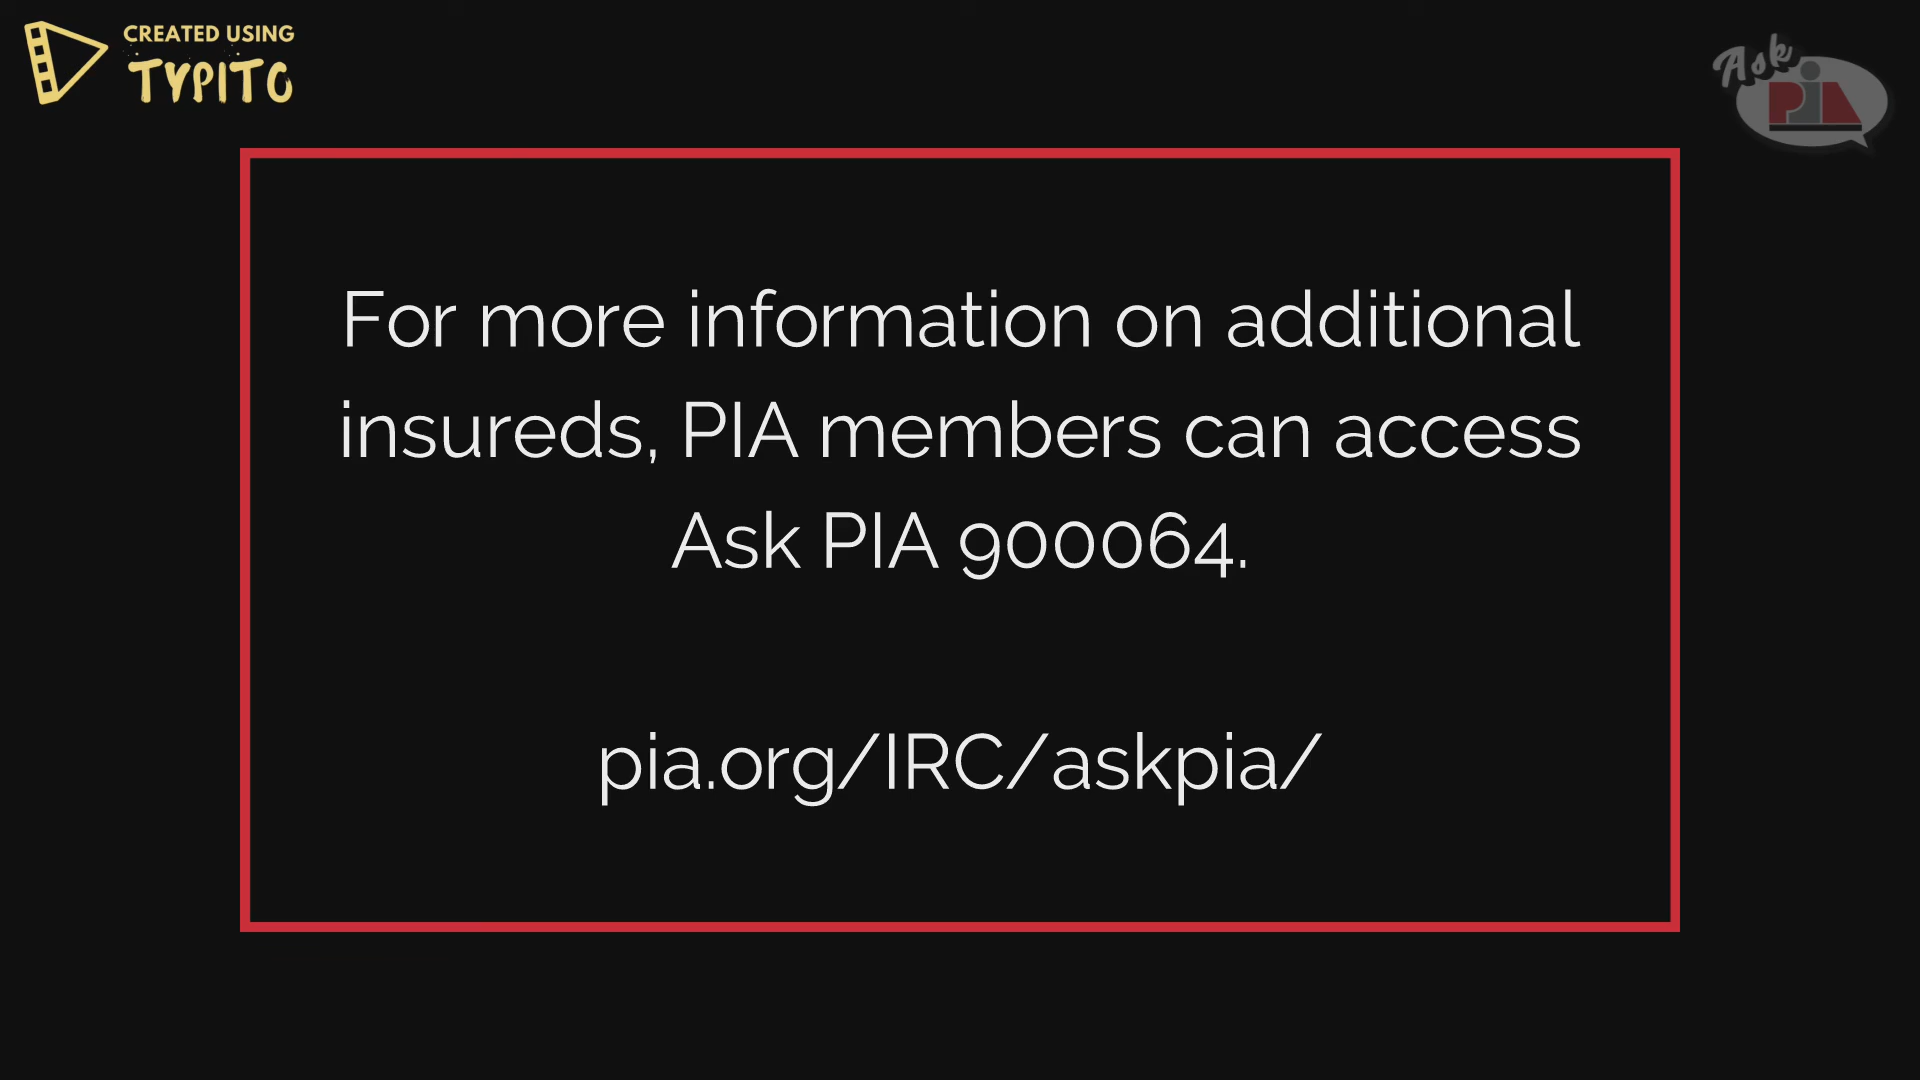 CREATED USING
TYPITO
Ask
PIA
For more information on additional
insureds, PIA members can access
Ask PIA 900064.
pia.org/IRC/askpia/